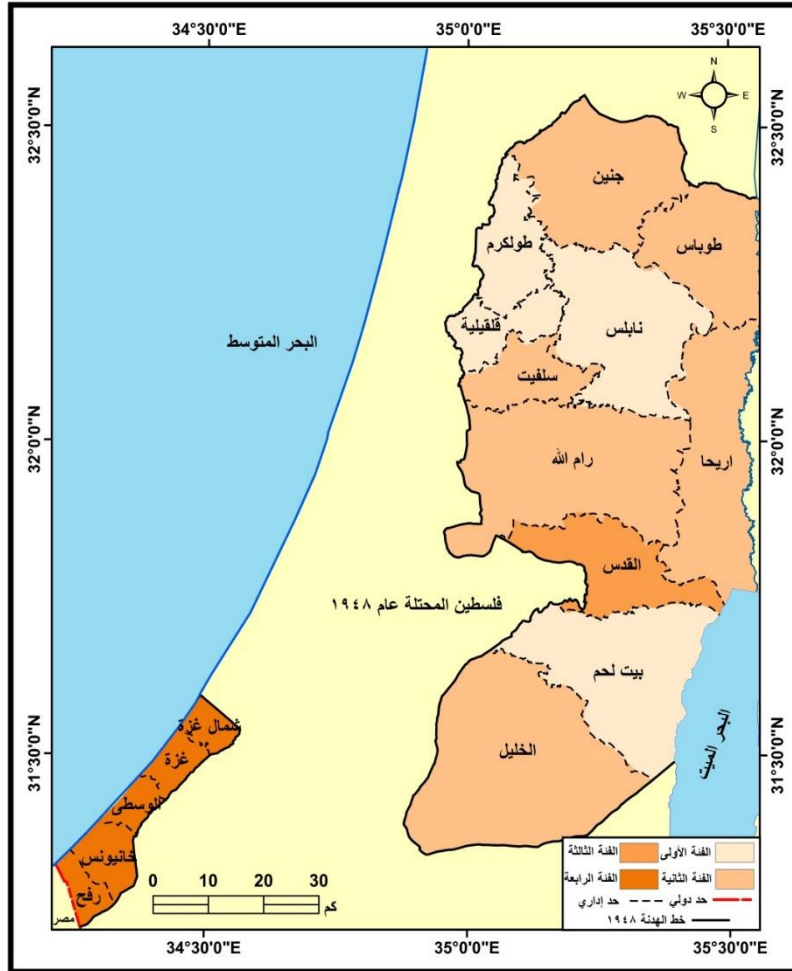 34°30'0"N
35°0'0"N
35°30'0"N
N
W E
S
32°30'0"N
32°30'0"N
جنين
طوباس
طولكرم
نابلس
قلقيلية
البحر المتوسط
سلفيت
32°0'0"N
32°0'0"N
رام الله
اريحا
القدس
فلسطين المحتلة عام ١٩٤٨
بيت لحم
البحر الميت
شمال غزة
غزة
الخليل
31°30'0"N
31°30'0"N
الوسطى
خانيونس
رفح
مصر
0 10 20 30
كم
الفئة الأولى الفئة الثالثة
الفئة الثانية الفئة الرابعة
حد دولي حد إداري
خط الهدنة ١٩٤٨
34°30'0"N
35°0'0"N
35°30'0"N